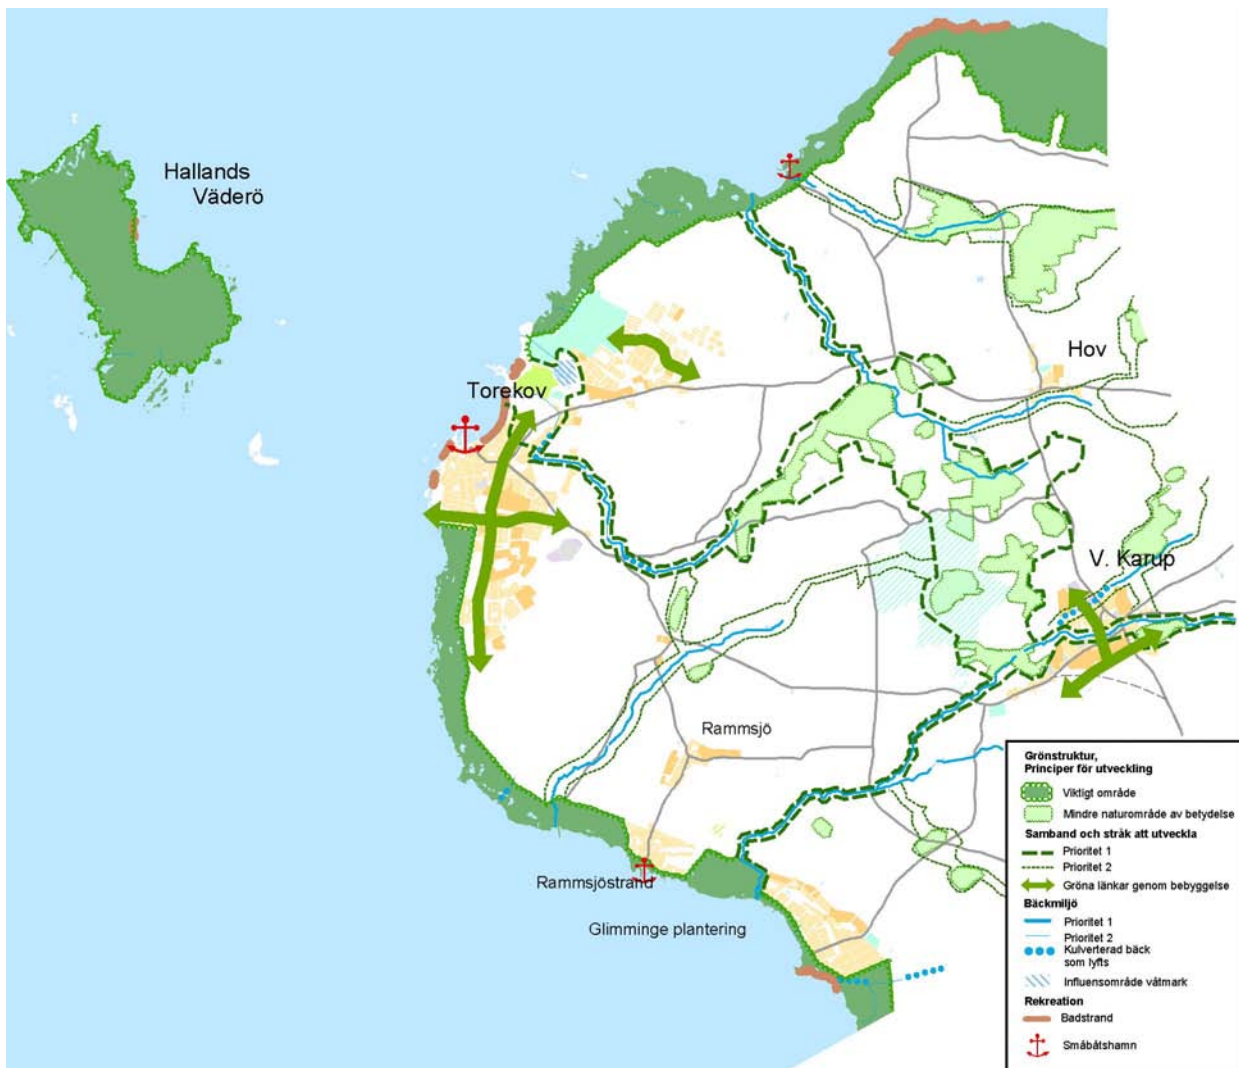 Hallands
Väderö
Hov
Torekov
V. Karup
Rammsjö
Rammsjöstrand
Glimminge plantering
Grönstruktur,
Principer för utveckling
Viktigt område
Mindre naturområde av betydelse
Samband och stråk att utveckla
Prioritet 1
Prioritet 2
Gröna länkar genom bebyggelse
Bäckmiljö
Prioritet 1
Prioritet 2
Kulverterad bäck
som lyfts
Influensområde våtmark
Rekreation
Badstrand
Småbåtshamn